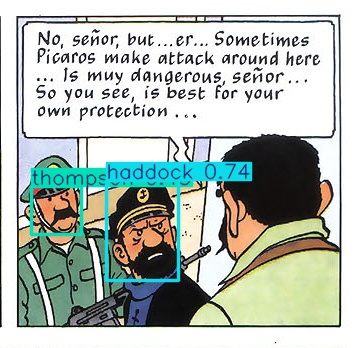 No, señor, but...er... Sometimes
Picaros make attack around here
... Is muy dangerous, señor...
So you see, is best for your
own protection ...
haddock 0.74